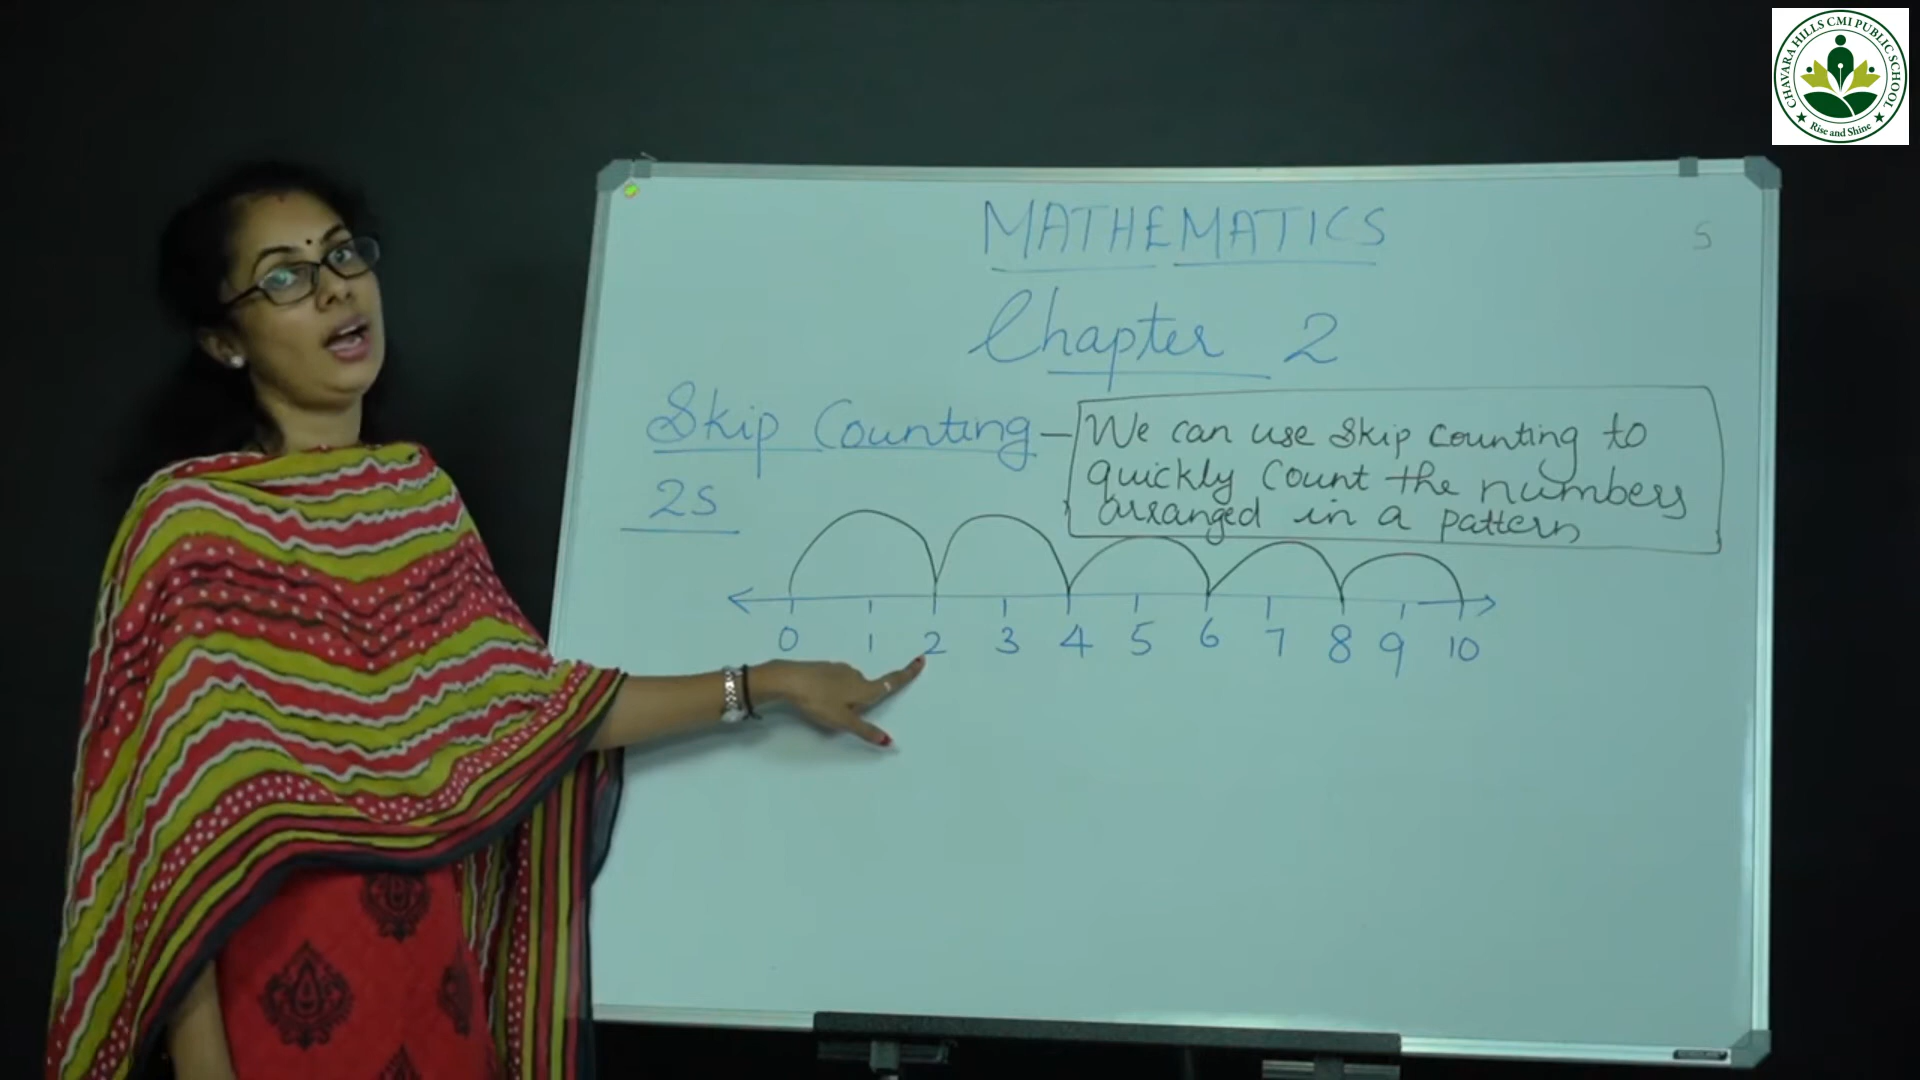 CHAVARA HILLS CMI PUBLIC SCHOOL
Rise and Shine
MATHEMATICS
S
Chapter 2
Skip Counting - We can use skip counting to
quickly count the numbers
arranged in a pattern
2s
0 1 2 3 4 5 6 7 8 9 10